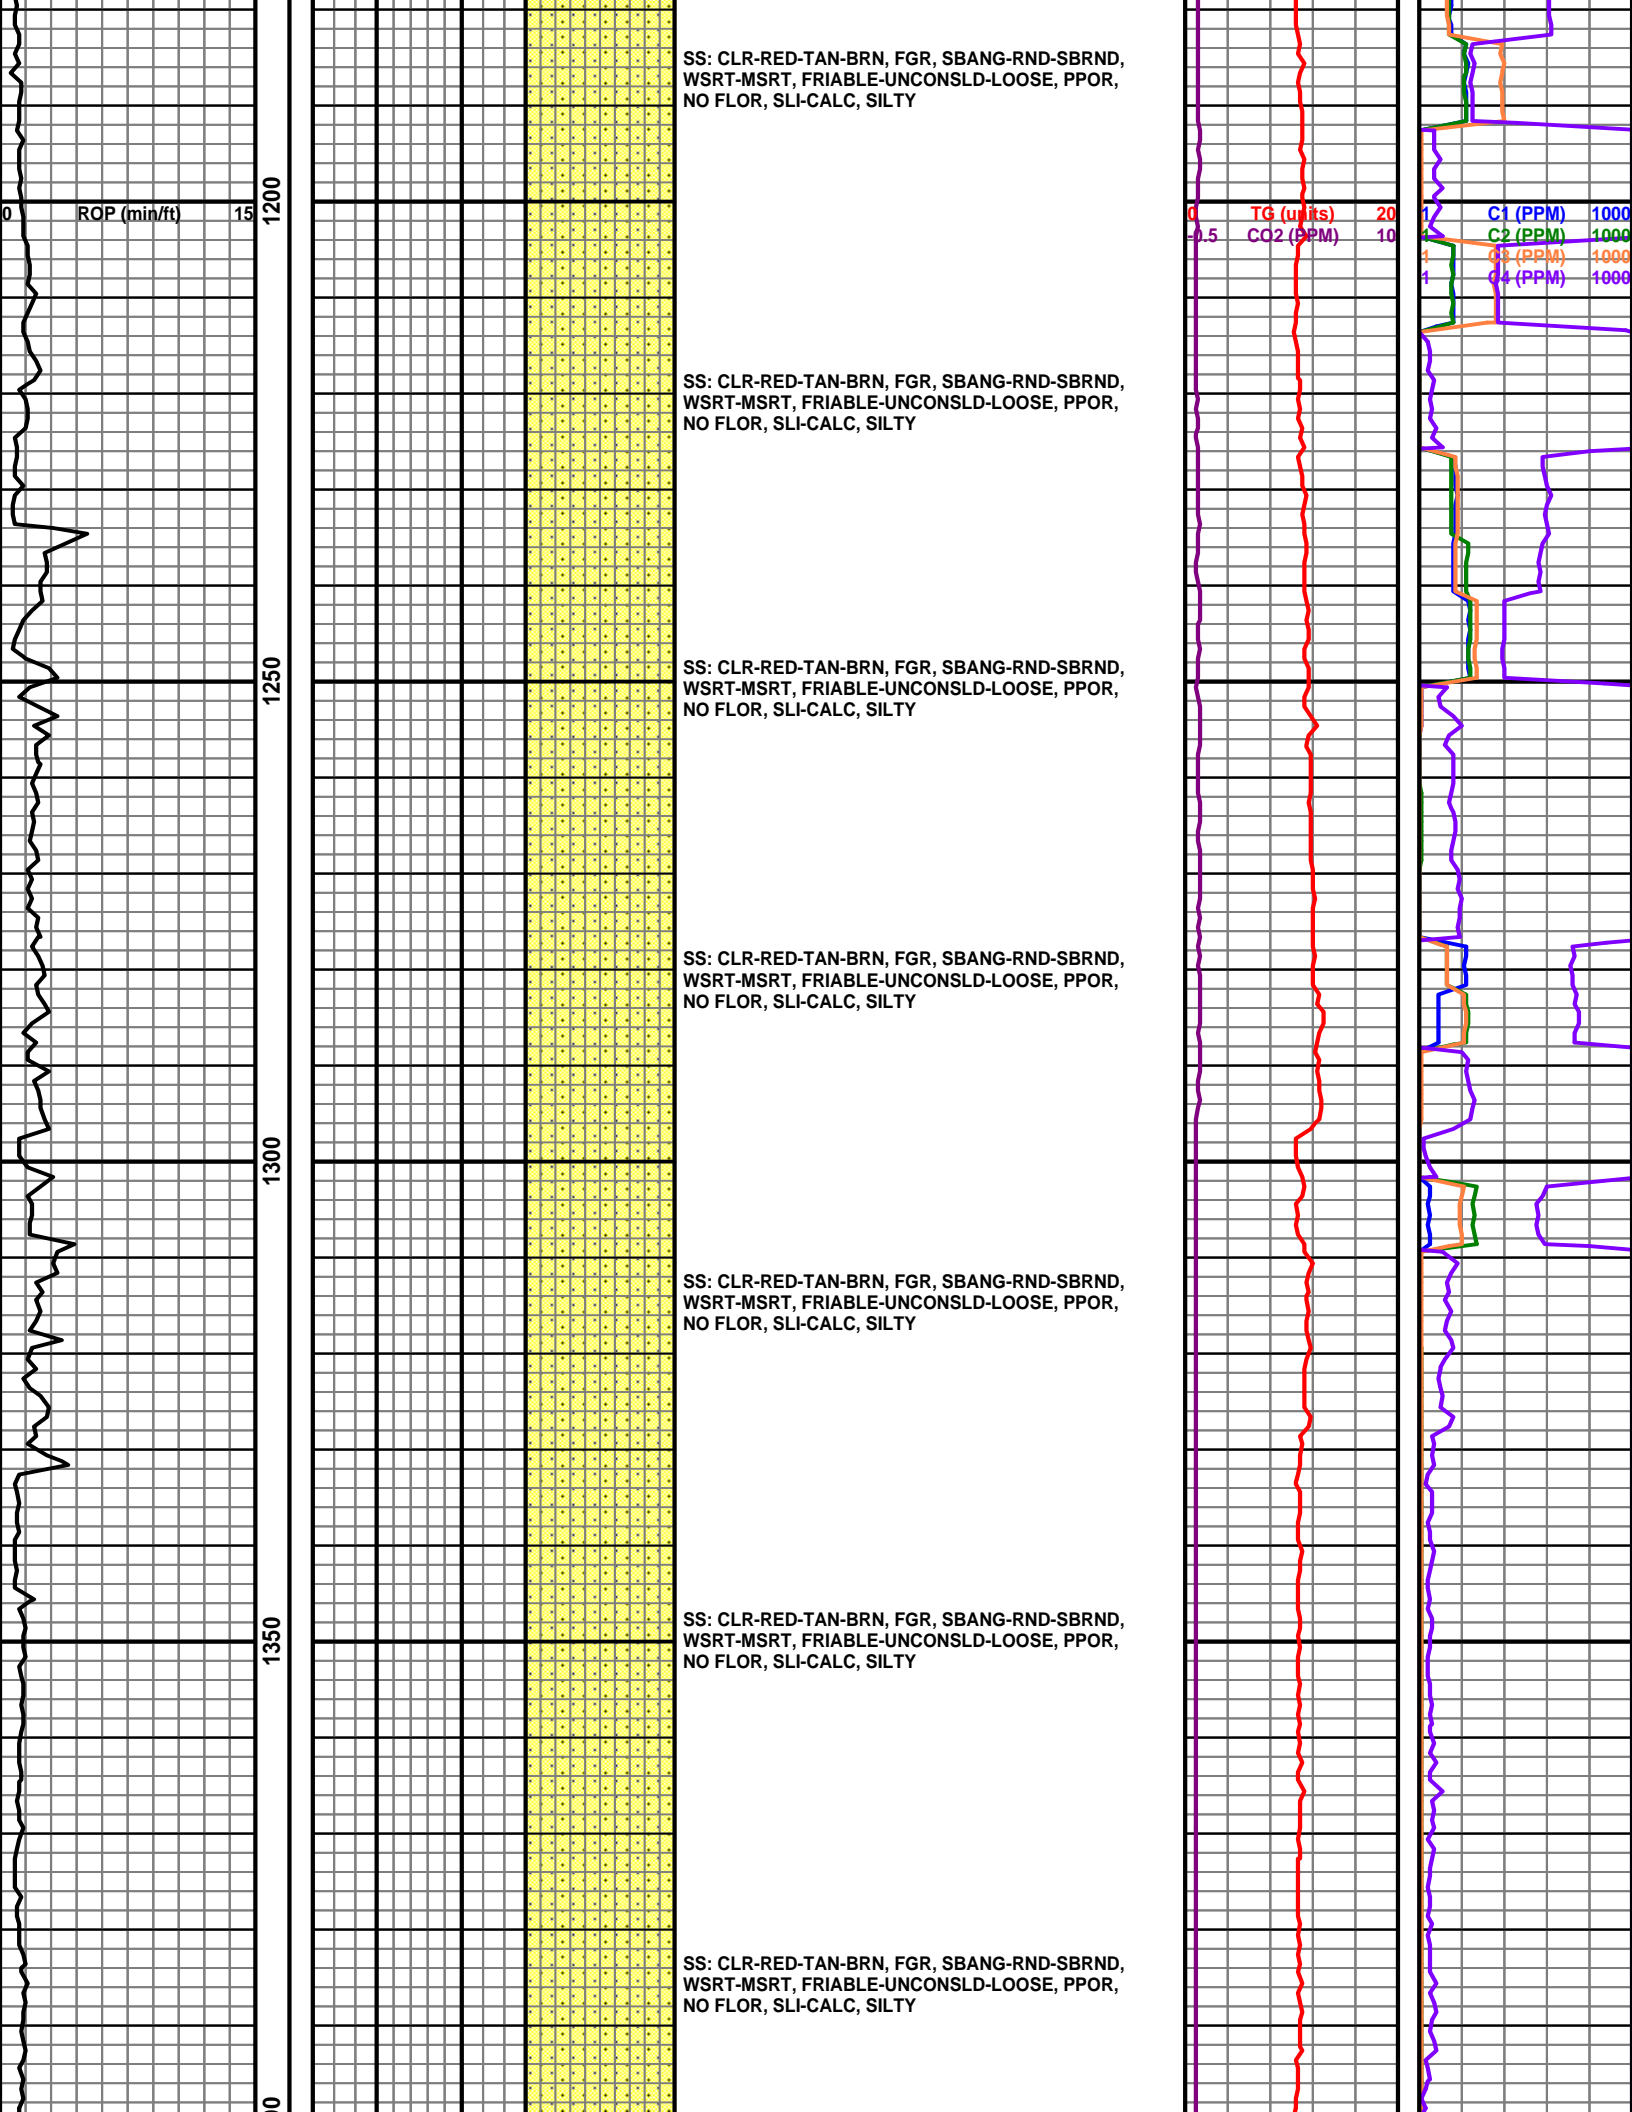 SS: CLR-RED-TAN-BRN, FGR, SBANG-RND-SBRND,
WSRT-MSRT, FRIABLE-UNCONSLD-LOOSE, PPOR,
NO FLOR, SLI-CALC, SILTY
1200
0 ROP (min/ft) 15
0 TG (units) 20
-0.5 CO2 (PPM) 10
1 C1 (PPM) 1000
1 C2 (PPM) 1000
1 C3 (PPM) 1000
1 C4 (PPM) 1000
SS: CLR-RED-TAN-BRN, FGR, SBANG-RND-SBRND,
WSRT-MSRT, FRIABLE-UNCONSLD-LOOSE, PPOR,
NO FLOR, SLI-CALC, SILTY
1250
SS: CLR-RED-TAN-BRN, FGR, SBANG-RND-SBRND,
WSRT-MSRT, FRIABLE-UNCONSLD-LOOSE, PPOR,
NO FLOR, SLI-CALC, SILTY
SS: CLR-RED-TAN-BRN, FGR, SBANG-RND-SBRND,
WSRT-MSRT, FRIABLE-UNCONSLD-LOOSE, PPOR,
NO FLOR, SLI-CALC, SILTY
1300
SS: CLR-RED-TAN-BRN, FGR, SBANG-RND-SBRND,
WSRT-MSRT, FRIABLE-UNCONSLD-LOOSE, PPOR,
NO FLOR, SLI-CALC, SILTY
1350
SS: CLR-RED-TAN-BRN, FGR, SBANG-RND-SBRND,
WSRT-MSRT, FRIABLE-UNCONSLD-LOOSE, PPOR,
NO FLOR, SLI-CALC, SILTY
SS: CLR-RED-TAN-BRN, FGR, SBANG-RND-SBRND,
WSRT-MSRT, FRIABLE-UNCONSLD-LOOSE, PPOR,
NO FLOR, SLI-CALC, SILTY